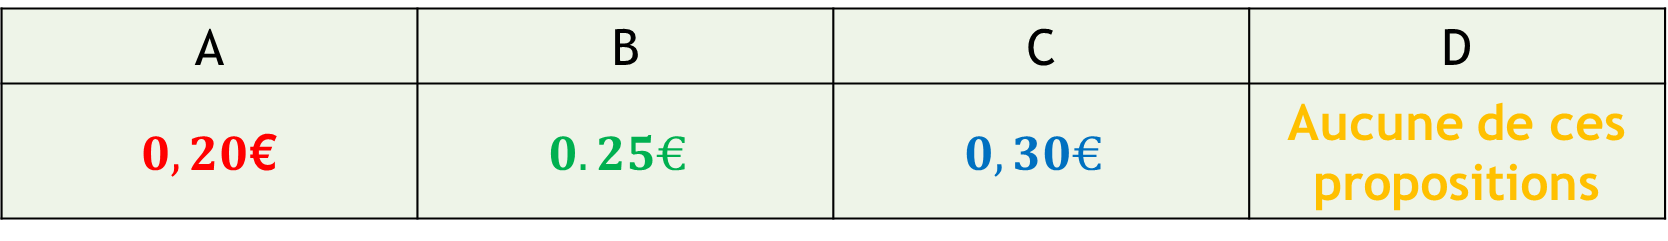 A B C D
0,20€ 0.25€ 0,30€ Aucune de ces
propositions